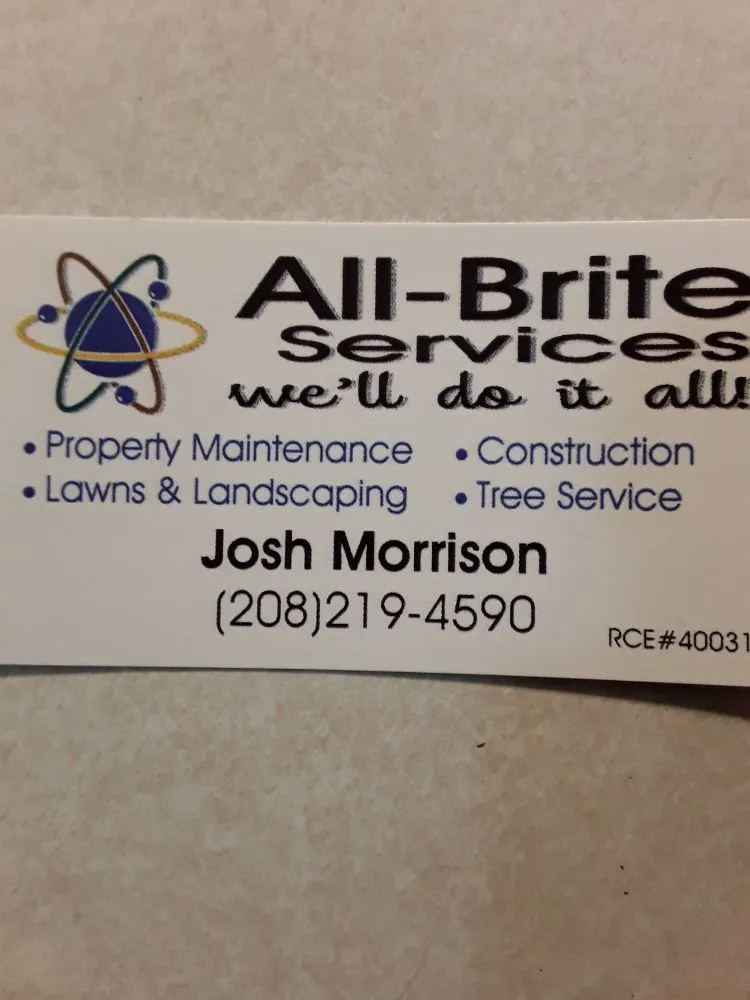 All-Brite
Services
we'll do it all!
• Property Maintenance • Construction
• Lawns & Landscaping • Tree Service
Josh Morrison
(208)219-4590
RCE#40031